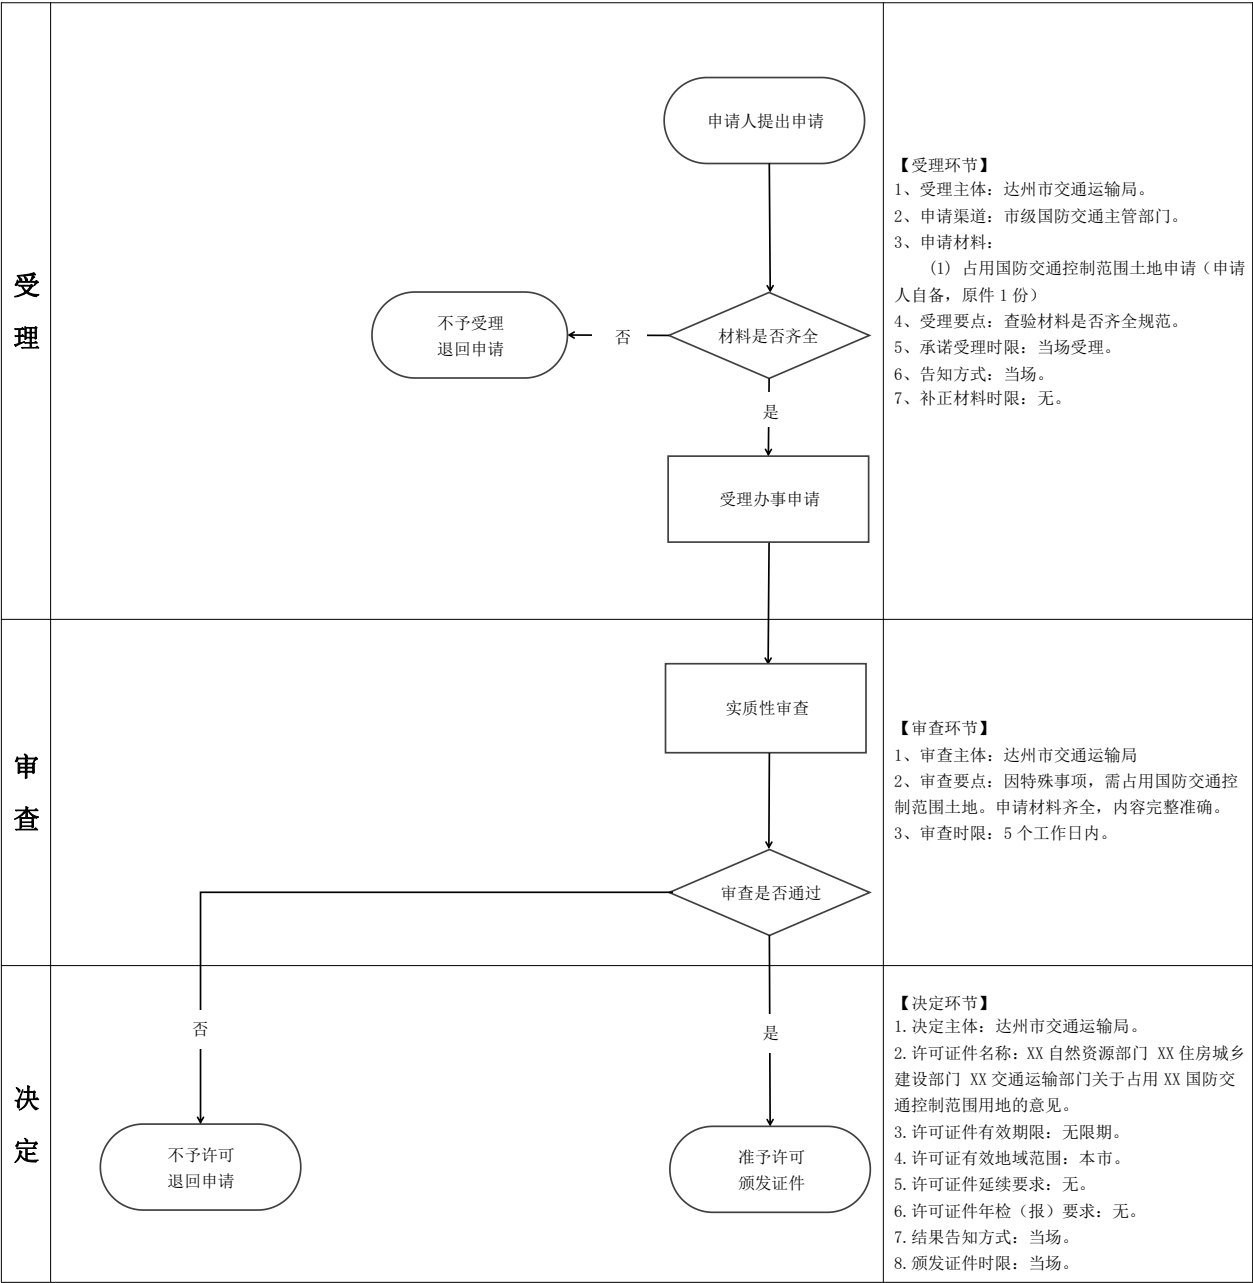 受
理
申请人提出申请
不予受理
退回申请
否
材料是否齐全
是
受理办事申请
【受理环节】
1、受理主体：达州市交通运输局。
2、申请渠道：市级国防交通主管部门。
3、申请材料：
(1) 占用国防交通控制范围土地申请（申请
人自备，原件 1 份）
4、受理要点：查验材料是否齐全规范。
5、承诺受理时限：当场受理。
6、告知方式：当场。
7、补正材料时限：无。
审
查
实质性审查
审查是否通过
【审查环节】
1、审查主体：达州市交通运输局
2、审查要点：因特殊事项，需占用国防交通控
制范围土地。申请材料齐全，内容完整准确。
3、审查时限：5 个工作日内。
决
定
否
是
不予许可
退回申请
准予许可
颁发证件
【决定环节】
1.决定主体：达州市交通运输局。
2.许可证件名称：XX 自然资源部门 XX 住房城乡
建设部门 XX 交通运输部门关于占用 XX 国防交
通控制范围用地的意见。
3.许可证件有效期限：无限期。
4.许可证有效地域范围：本市。
5.许可证件延续要求：无。
6.许可证件年检（报）要求：无。
7.结果告知方式：当场。
8.颁发证件时限：当场。